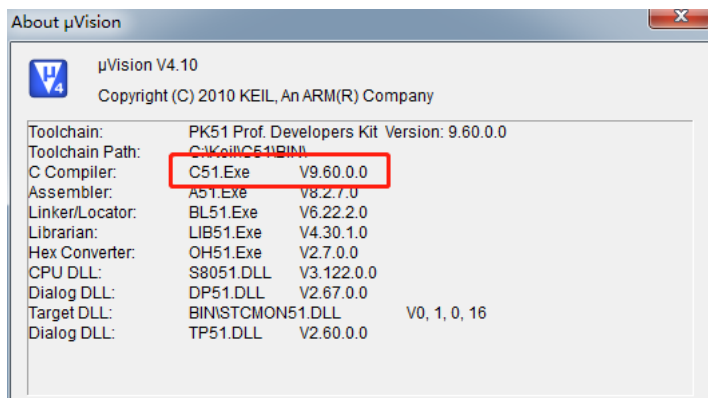 About µVision
X
µVision V4.10
Copyright (C) 2010 KEIL, An ARM(R) Company
Toolchain: PK51 Prof. Developers Kit Version: 9.60.0.0
Toolchain Path: C:\Keil\C51\BIN\
C Compiler: C51.Exe V9.60.0.0
Assembler: A51.Exe V8.2.7.0
Linker/Locator: BL51.Exe V6.22.2.0
Librarian: LIB51.Exe V4.30.1.0
Hex Converter: OH51.Exe V2.7.0.0
CPU DLL: S8051.DLL V3.122.0.0
Dialog DLL: DP51.DLL V2.67.0.0
Target DLL: BIN\STCMON51.DLL V0, 1, 0, 16
Dialog DLL: TP51.DLL V2.60.0.0